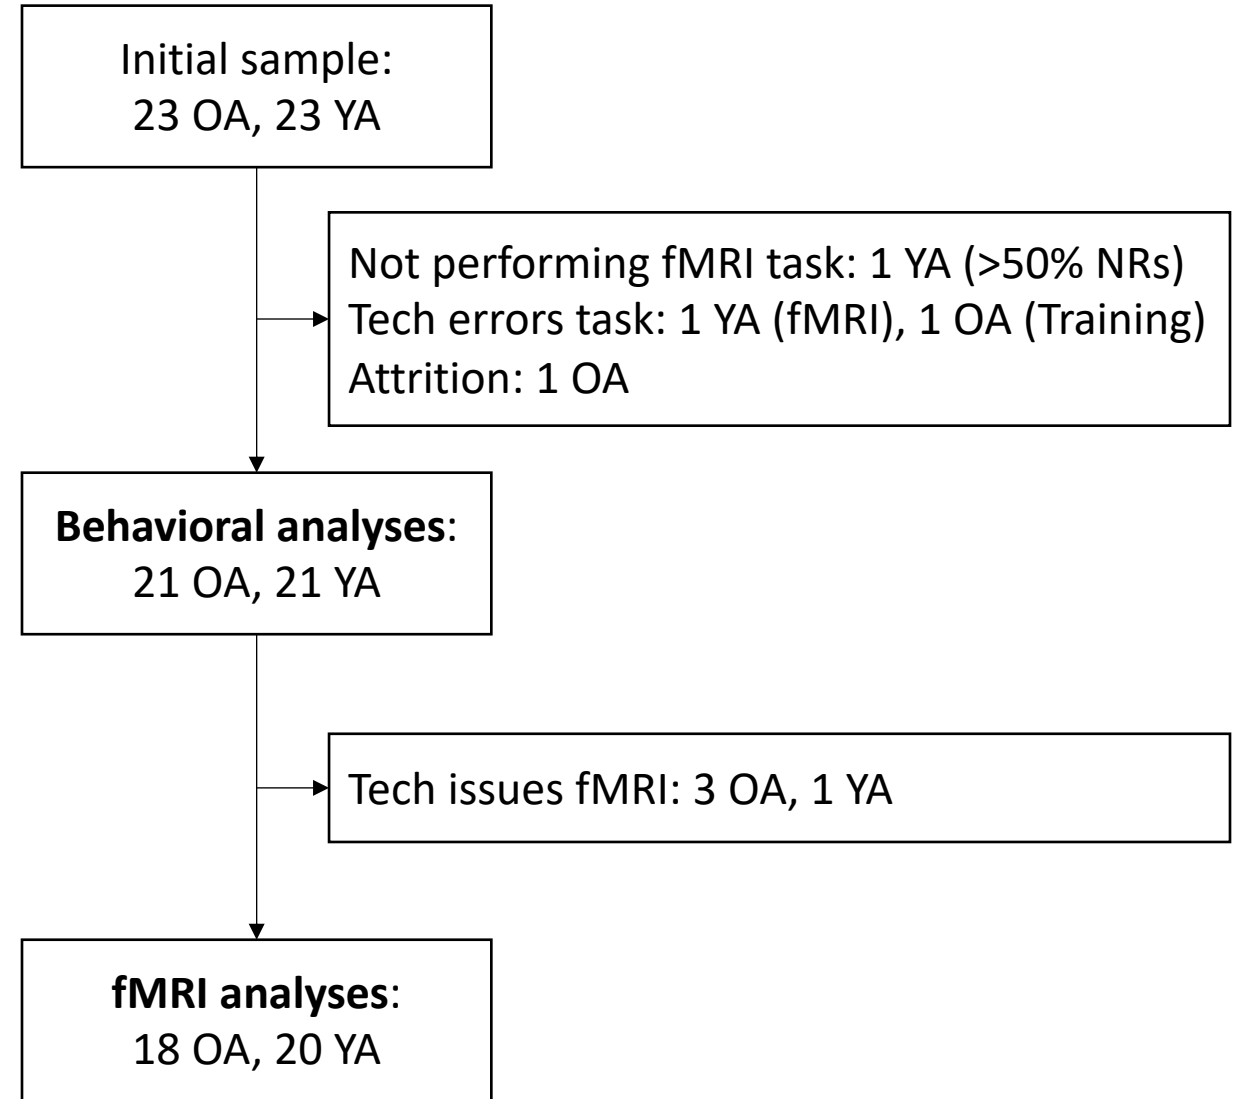 Initial sample:
23 OA, 23 YA
Not performing fMRI task: 1 YA (>50% NRs)
Tech errors task: 1 YA (fMRI), 1 OA (Training)
Attrition: 1 OA
Behavioral analyses:
21 OA, 21 YA
Tech issues fMRI: 3 OA, 1 YA
fMRI analyses:
18 OA, 20 YA